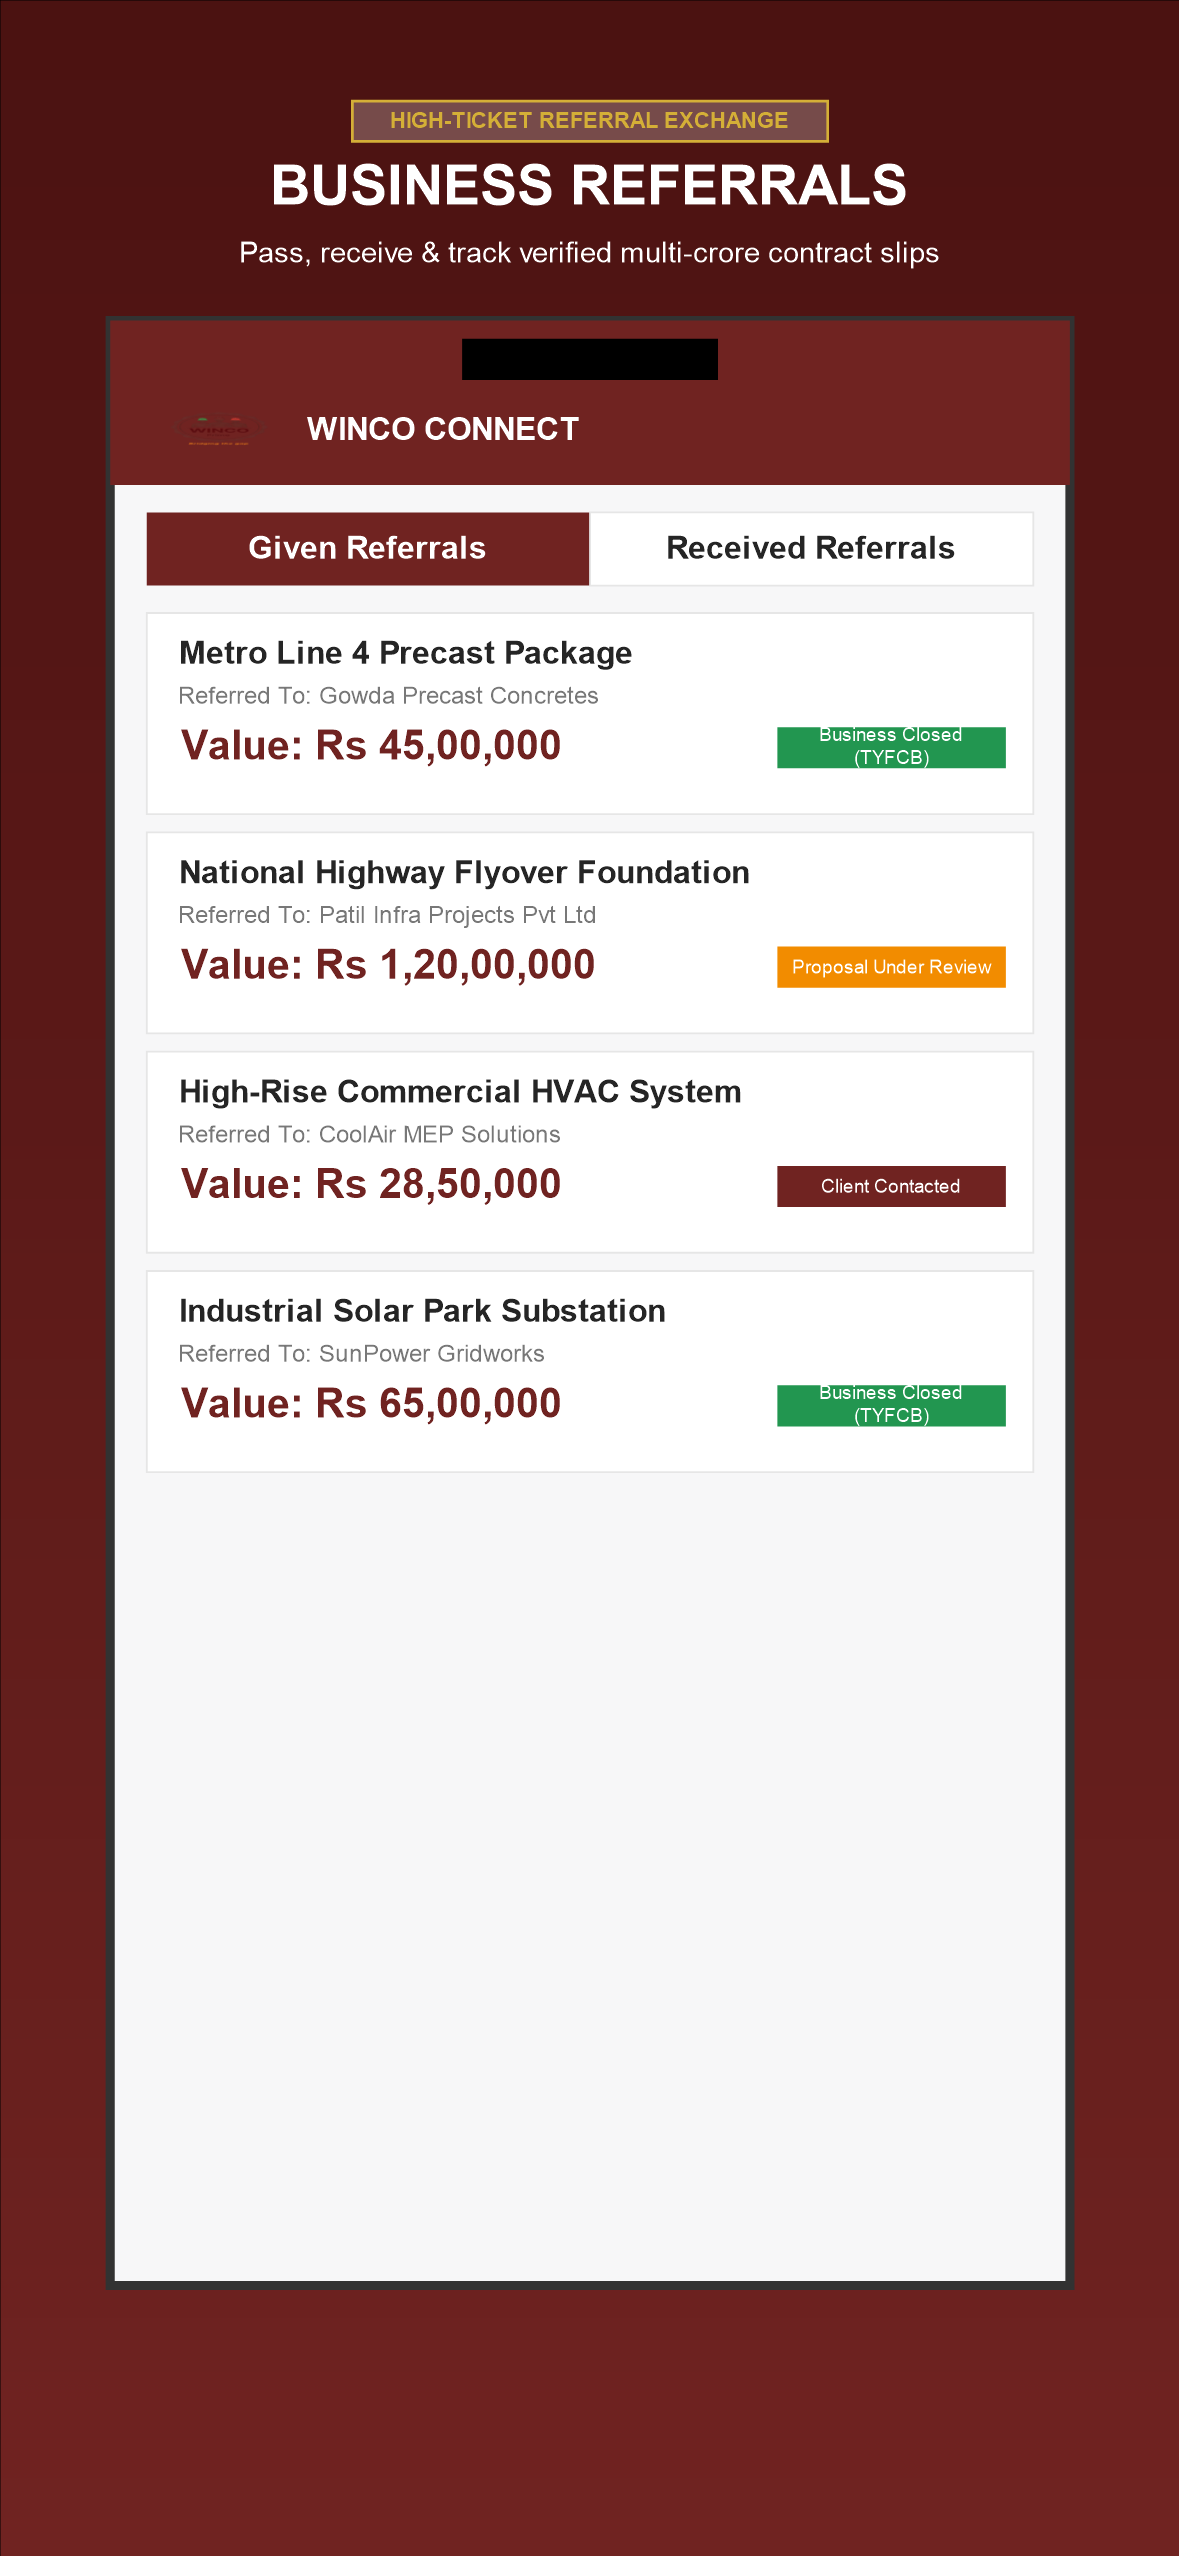 HIGH-TICKET REFERRAL EXCHANGE
BUSINESS REFERRALS
Pass, receive & track verified multi-crore contract slips
WINCO
WINCO CONNECT
Given Referrals
Received Referrals
Metro Line 4 Precast Package
Referred To: Gowda Precast Concretes
Value: Rs 45,00,000
Business Closed
(TYFCB)
National Highway Flyover Foundation
Referred To: Patil Infra Projects Pvt Ltd
Value: Rs 1,20,00,000
Proposal Under Review
High-Rise Commercial HVAC System
Referred To: CoolAir MEP Solutions
Value: Rs 28,50,000
Client Contacted
Industrial Solar Park Substation
Referred To: SunPower Gridworks
Value: Rs 65,00,000
Business Closed
(TYFCB)